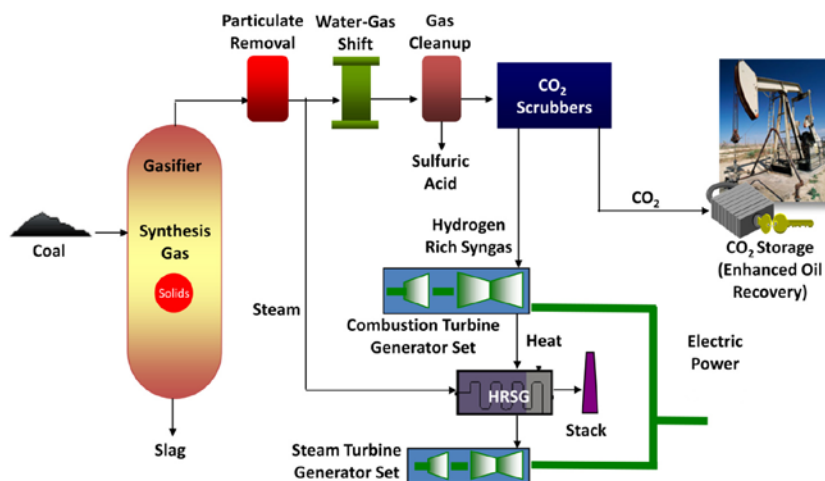 Particulate
Removal
Water-Gas
Shift
Gas
Cleanup
CO₂
Scrubbers
Gasifier
Synthesis
Gas
Solids
Coal
Slag
Sulfuric
Acid
CO₂
CO₂ Storage
(Enhanced Oil
Recovery)
Hydrogen
Rich Syngas
Steam
Combustion Turbine
Generator Set
Heat
Electric
Power
HRSG
Stack
Steam Turbine
Generator Set